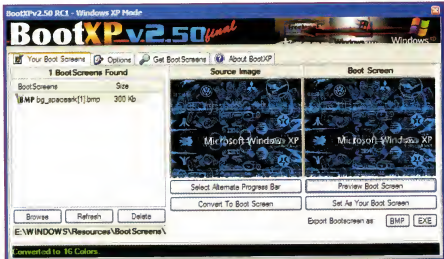 BootXPv2.50 RC1 - Windows XP Mode
BootXPv2.50final
Windows
Your Boot Screens
Options
Get Boot Screens
About BootXP
1 BootScreens Found
Source Image
Boot Screen
BootScreens Size
BMP bg_spaceark[1].bmp 300 Kb
Microsoft Windows XP
Microsoft Windows XP
Select Alternate Progress Bar
Preview Boot Screen
Convert To Boot Screen
Set As Your Boot Screen
Browse
Refresh
Delete
Export Bootscreen as
BMP
EXE
E:\WINDOWS\Resources\BootScreens\
Converted to 16 Colors.